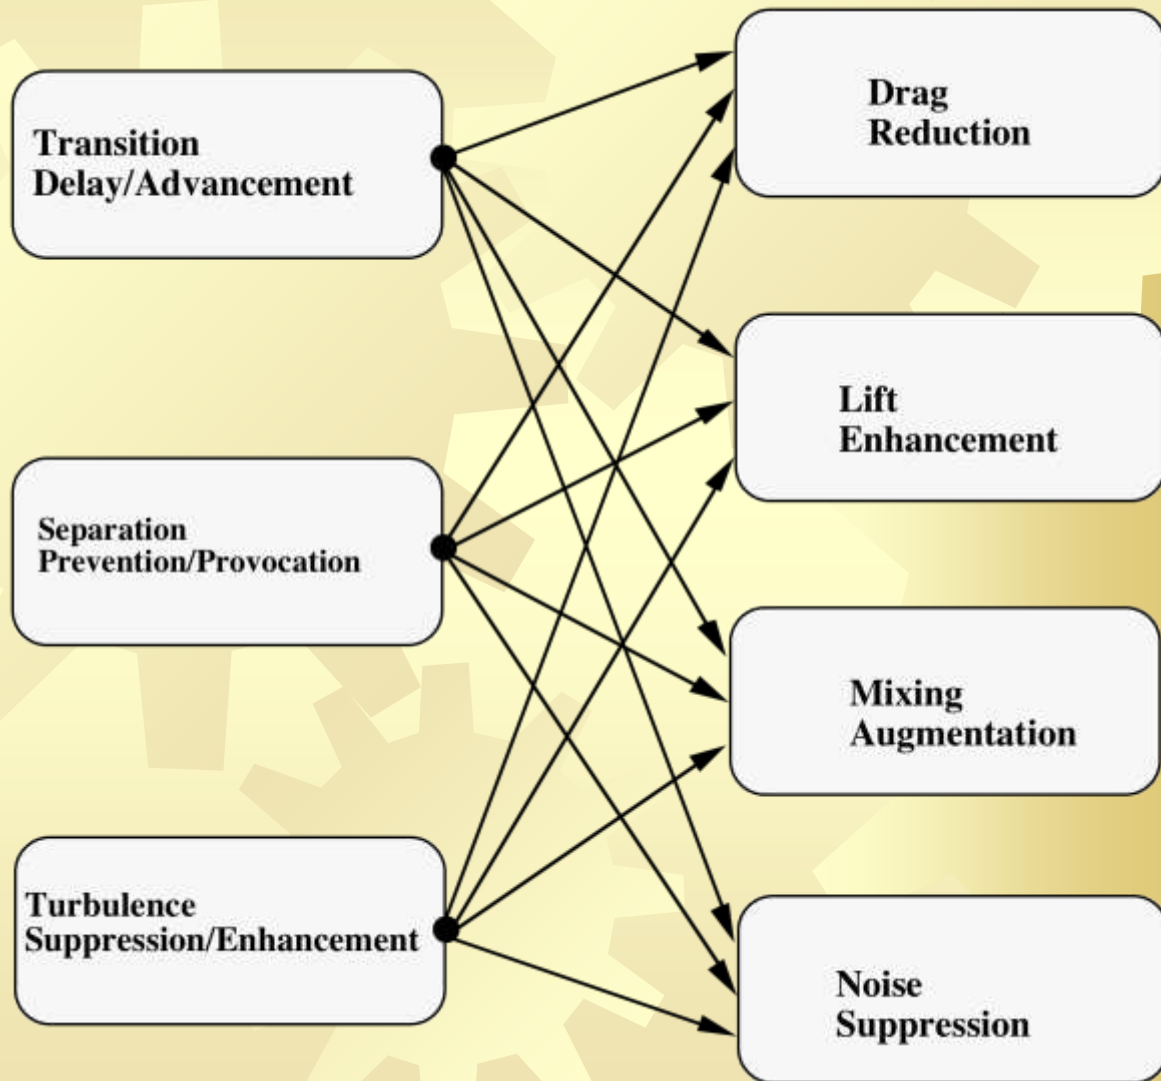 Transition
Delay/Advancement
Separation
Prevention/Provocation
Turbulence
Suppression/Enhancement
Drag
Reduction
Lift
Enhancement
Mixing
Augmentation
Noise
Suppression